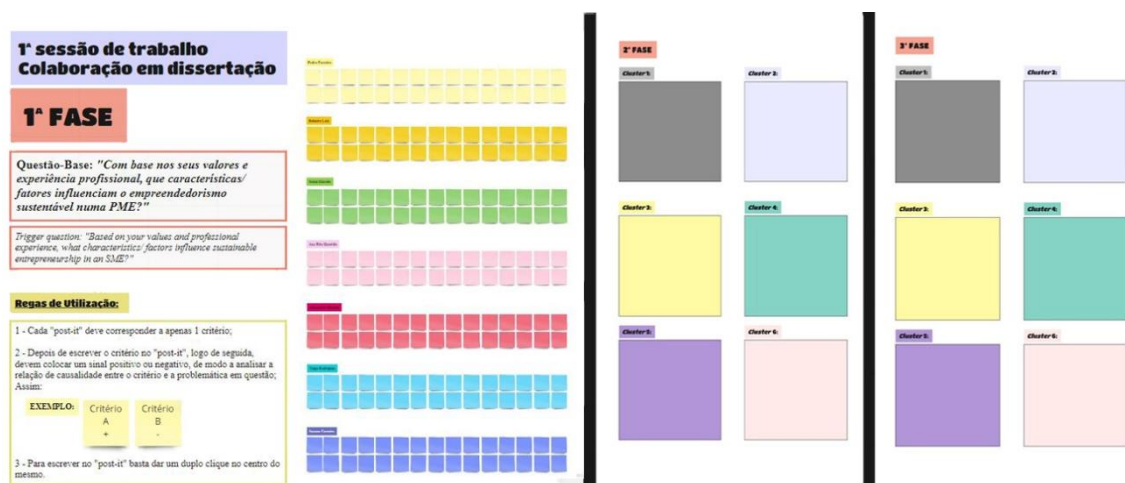 1ª sessão de trabalho
Colaboração em dissertação
1ª FASE
Questão-Base: "Com base nos seus valores e
experiência profissional, que características/
fatores influenciam o empreendedorismo
sustentável numa PME?"
Trigger question: "Based on your values and professional
experience, what characteristics/ factors influence sustainable
entrepreneurship in an SME?"
Regas de Utilização:
1 - Cada "post-it" deve corresponder a apenas 1 critério;
2 - Depois de escrever o critério no "post-it", logo de seguida,
devem colocar um sinal positivo ou negativo, de modo a analisar a
relação de causalidade entre o critério e a problemática em questão;
Assim:
EXEMPLO:
Critério
A
+
Critério
B
-
3 - Para escrever no "post-it" basta dar um duplo clique no centro do
mesmo.
2ª FASE
Cluster 1:
Cluster 2:
Cluster 3:
Cluster 4:
Cluster 5:
Cluster 6:
3ª FASE
Cluster 1:
Cluster 2:
Cluster 3:
Cluster 4:
Cluster 5:
Cluster 6: